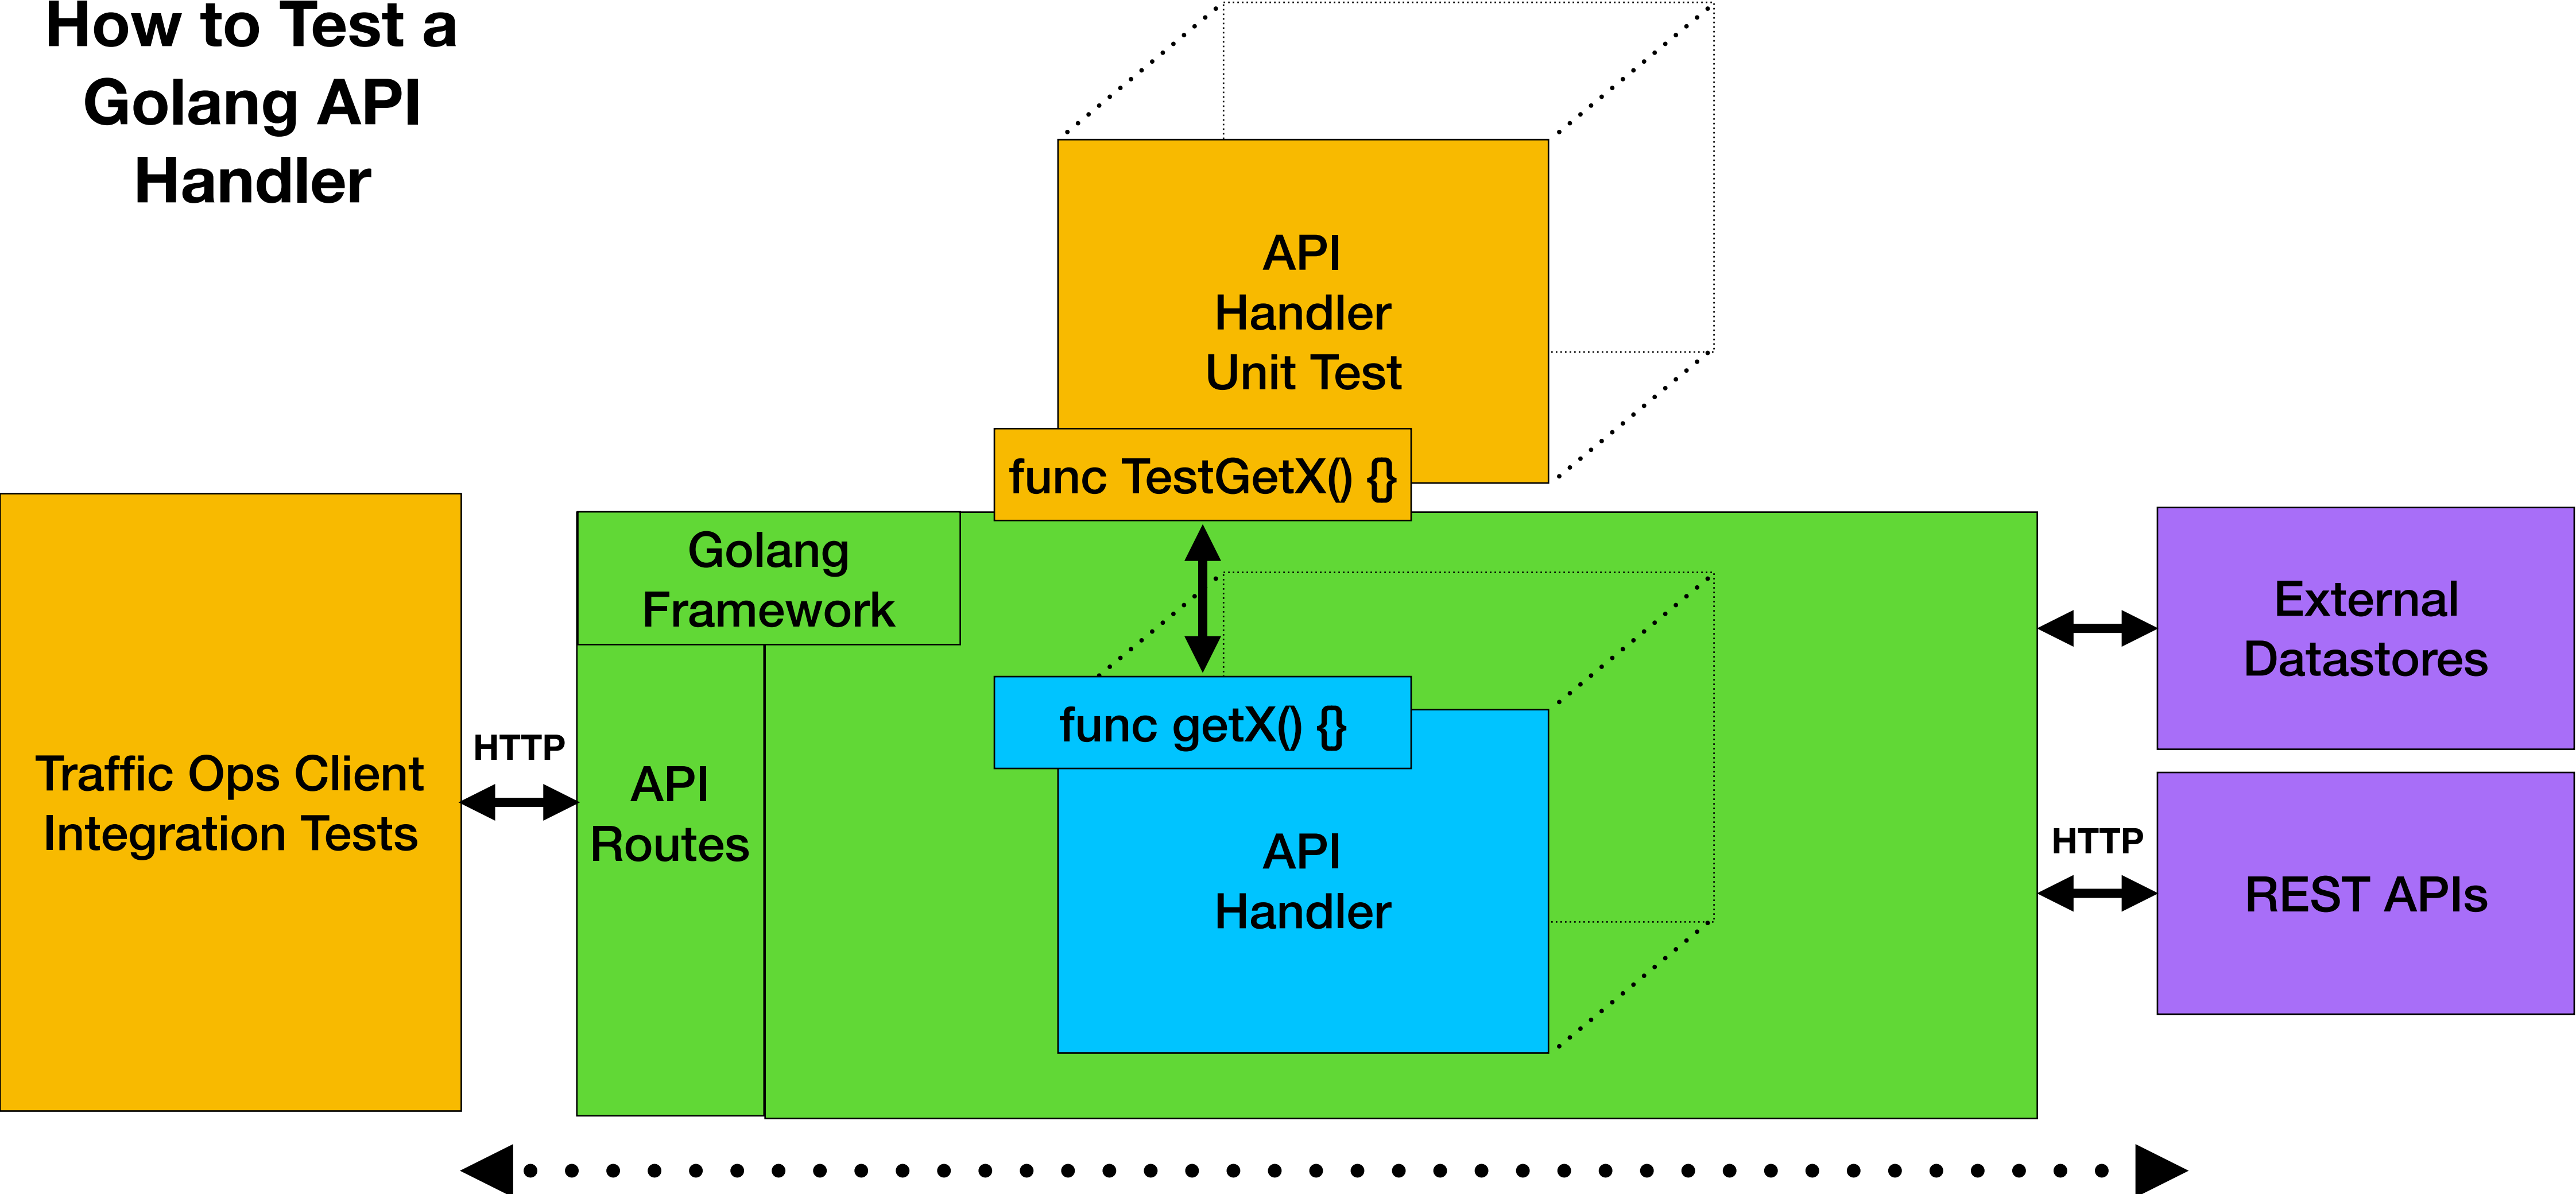 How to Test a
Golang API
Handler
API
Handler
Unit Test
func TestGetX() {}
Golang
Framework
func getX() {}
API
Handler
API
Routes
HTTP
Traffic Ops Client
Integration Tests
External
Datastores
HTTP
REST APIs